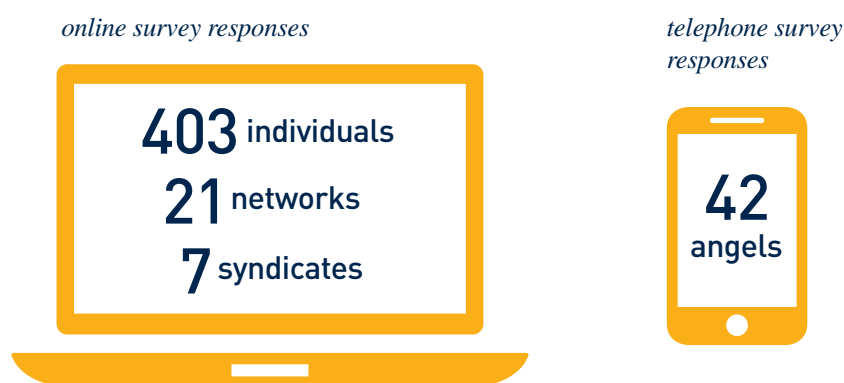 online survey responses
403 individuals
21 networks
7 syndicates
telephone survey
responses
42
angels